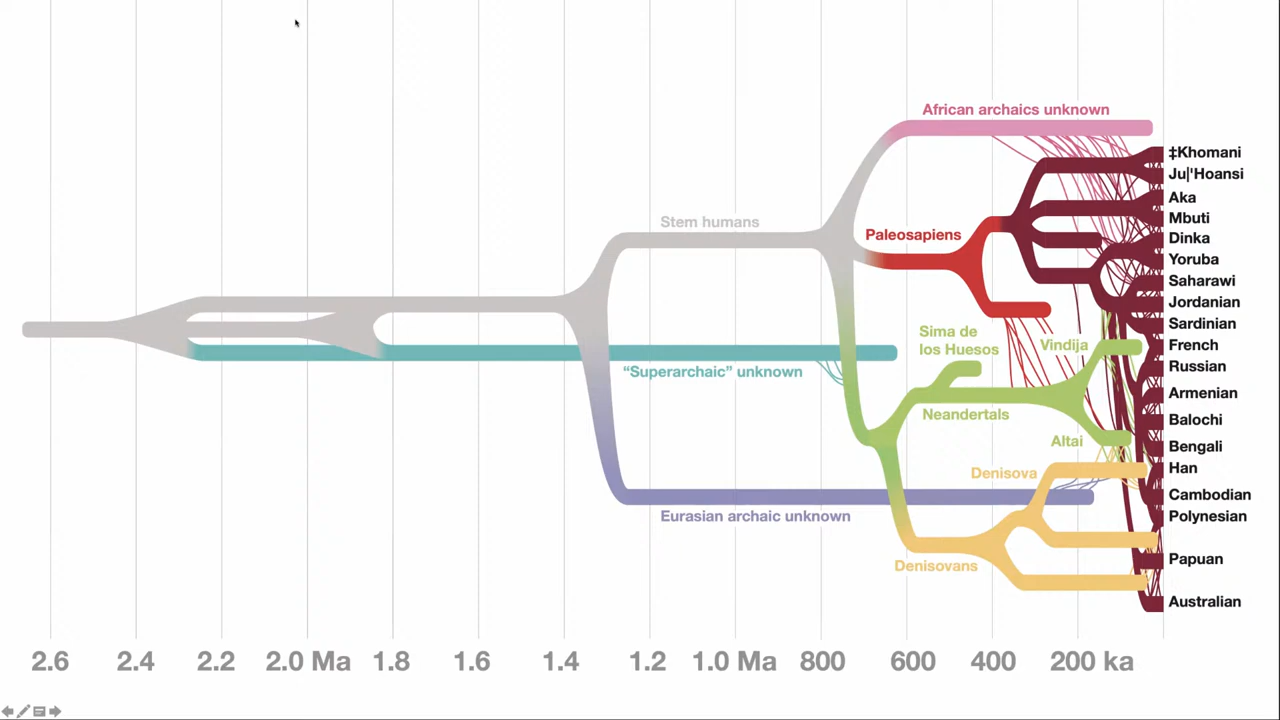 African archaics unknown
‡Khomani
Ju|'Hoansi
Aka
Mbuti
Stem humans
Paleosapiens
Dinka
Yoruba
Saharawi
Jordanian
Sardinian
Sima de
los Huesos
Vindija
French
Russian
“Superarchaic” unknown
Armenian
Neandertals
Balochi
Altai
Bengali
Denisova
Han
Cambodian
Eurasian archaic unknown
Polynesian
Denisovans
Papuan
Australian
2.6 2.4 2.2 2.0 Ma 1.8 1.6 1.4 1.2 1.0 Ma 800 600 400 200 ka